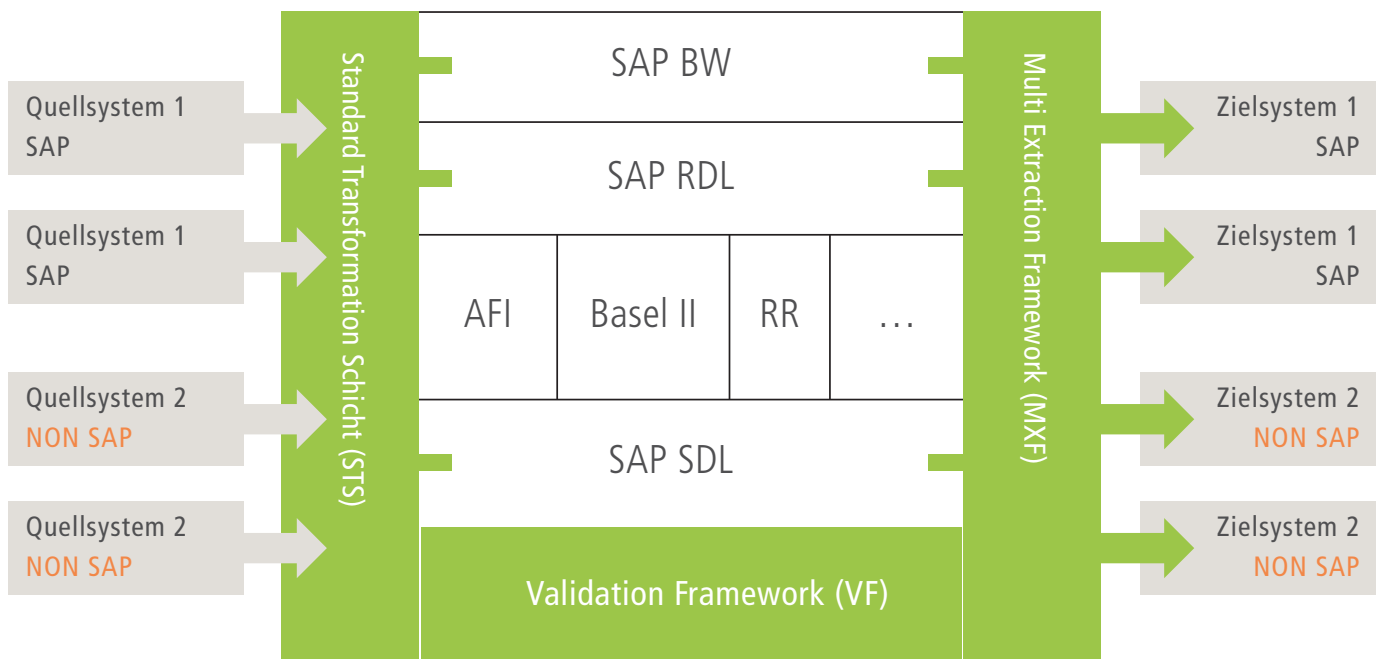 Quellsystem 1
SAP
Quellsystem 1
SAP
Quellsystem 2
NON SAP
Quellsystem 2
NON SAP
Standard Transformation Schicht (STS)
SAP BW
SAP RDL
AFI
Basel II
RR
...
SAP SDL
Validation Framework (VF)
Multi Extraction Framework (MXF)
Zielsystem 1
SAP
Zielsystem 1
SAP
Zielsystem 2
NON SAP
Zielsystem 2
NON SAP